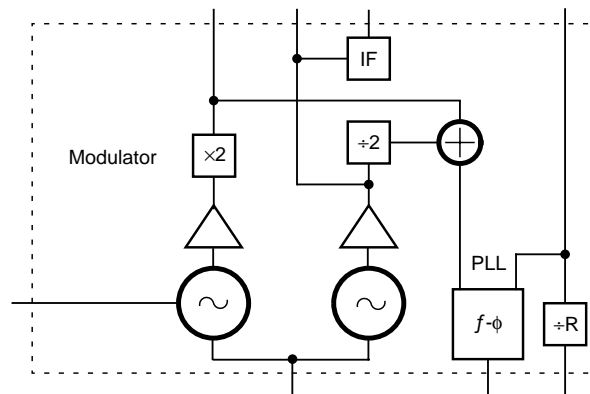 IF
Modulator
×2
÷2
PLL
f-ϕ
÷R